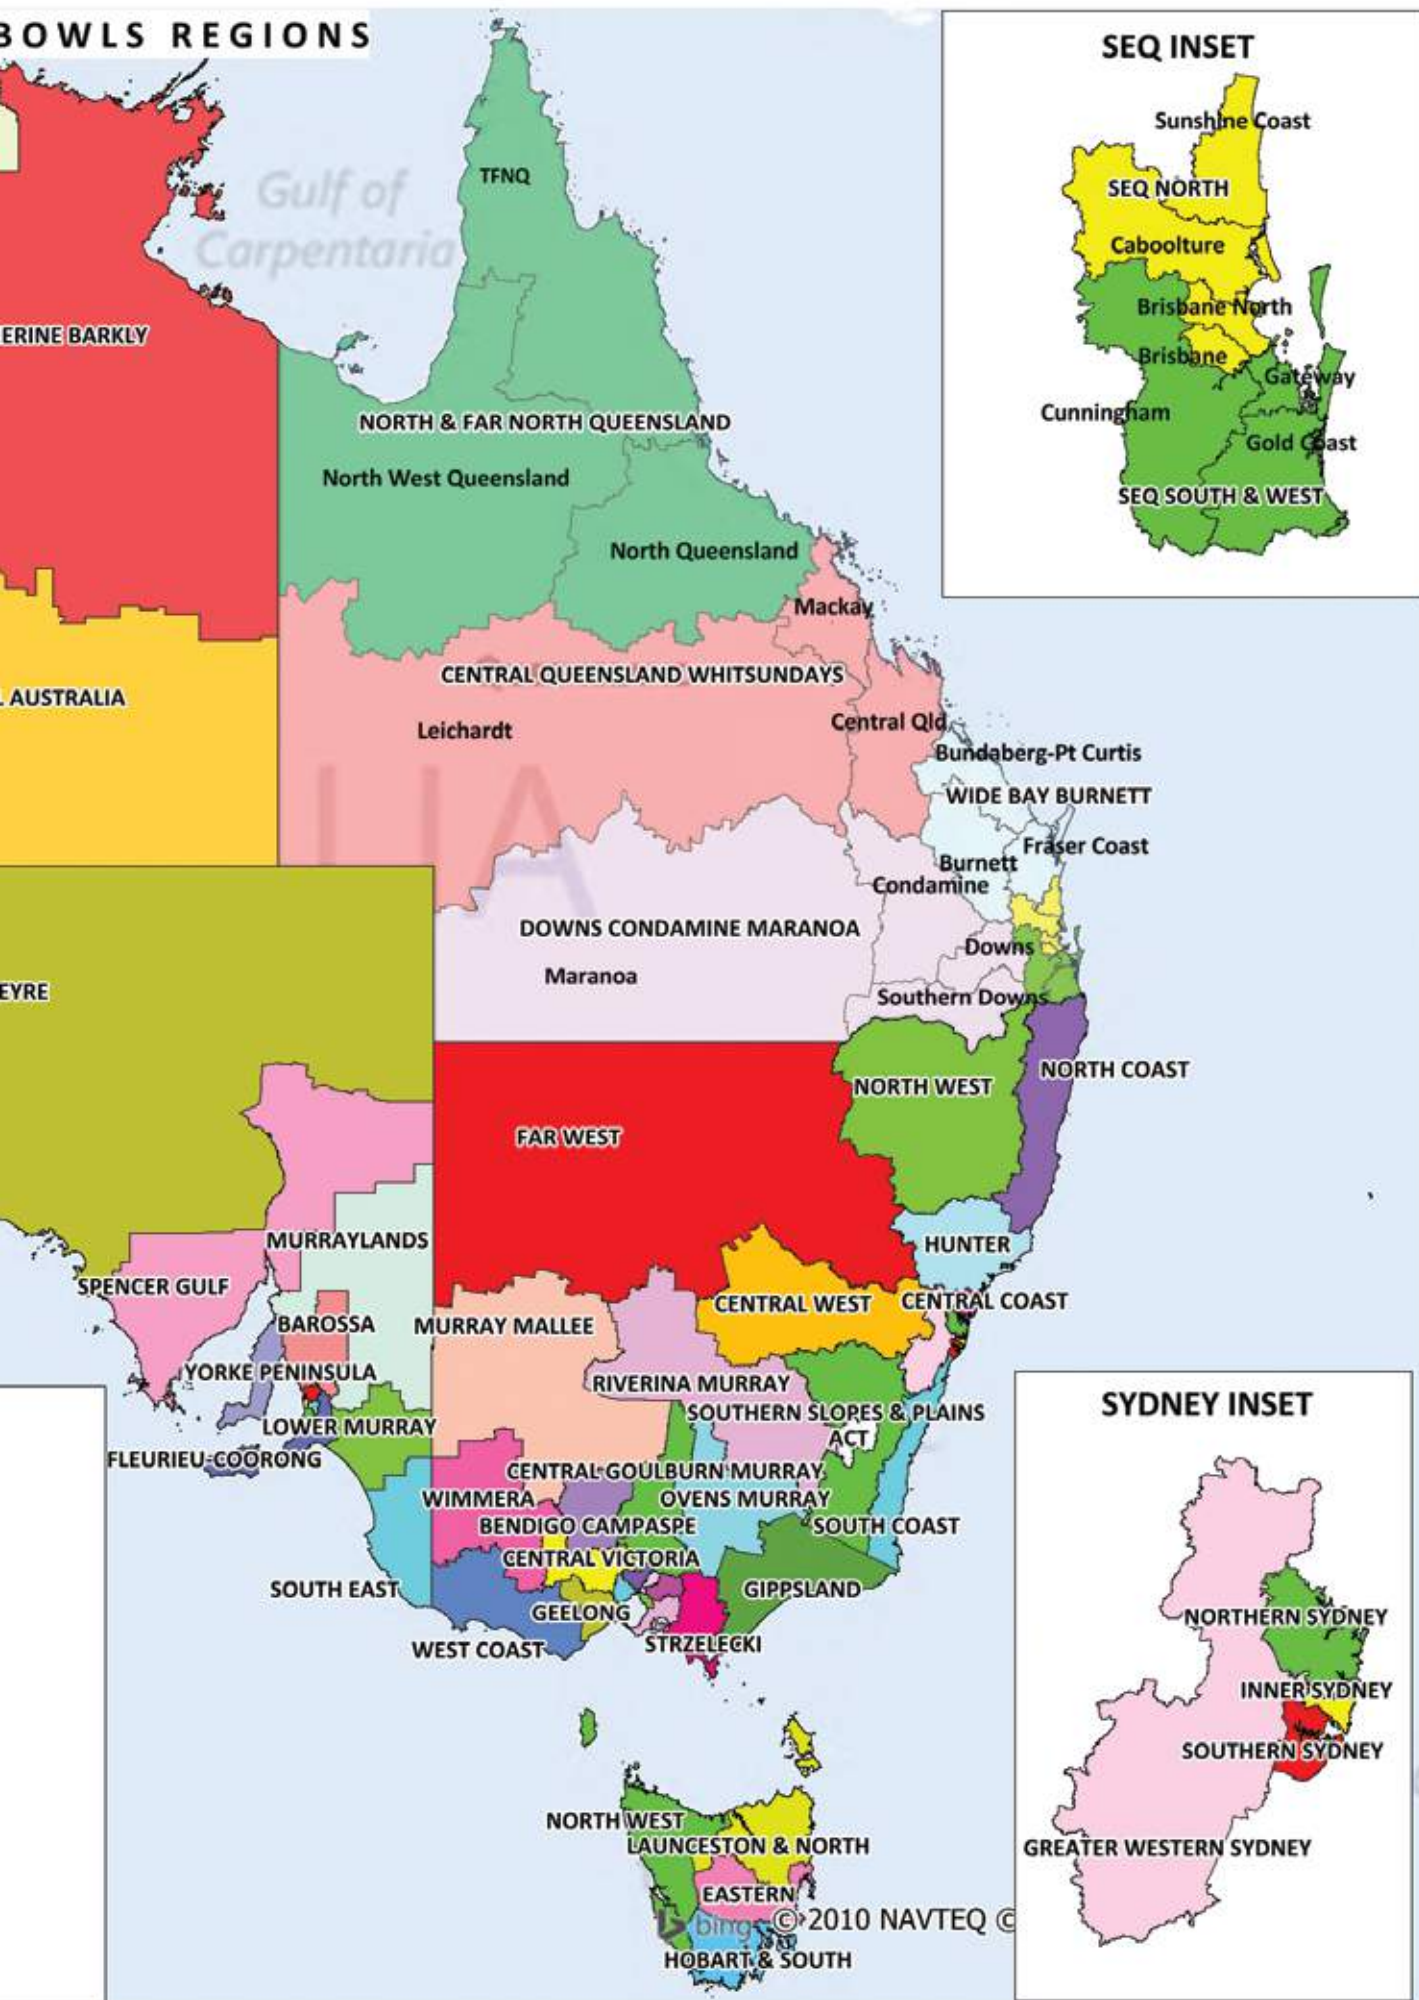 BOWLS REGIONS
SEQ INSET
Sunshine Coast
TFNQ
SEQ NORTH
Gulf of
Carpentaria
Caboolture
Brisbane North
ERINE BARKLY
Brisbane
Gateway
Cunningham
NORTH & FAR NORTH QUEENSLAND
Gold Coast
North West Queensland
SEQ SOUTH & WEST
North Queensland
Mackay
CENTRAL QUEENSLAND WHITSUNDAYS
AUSTRALIA
Leichardt
Central Qld
Bundaberg-Pt Curtis
WIDE BAY BURNETT
LIA
Fraser Coast
Burnett
Condamine
DOWNS CONDAMINE MARANOA
Downs
Maranoa
EYRE
Southern Downs
NORTH COAST
NORTH WEST
FAR WEST
MURRAYLANDS
HUNTER
SPENCER GULF
CENTRAL WEST
CENTRAL COAST
BAROSSA
MURRAY MALLEE
YORKE PENINSULA
RIVERINA MURRAY
SYDNEY INSET
SOUTHERN SLOPES & PLAINS
LOWER MURRAY
ACT
FLEURIEU-COORONG
CENTRAL GOULBURN MURRAY
WIMMERA
OVENS MURRAY
BENDIGO CAMPASPE
SOUTH COAST
CENTRAL VICTORIA
SOUTH EAST
GIPPSLAND
GEELONG
NORTHERN SYDNEY
STRZELECKI
WEST COAST
INNER SYDNEY
SOUTHERN SYDNEY
NORTH WEST
LAUNCESTON & NORTH
GREATER WESTERN SYDNEY
EASTERN
bing © 2010 NAVTEQ ©
HOBART & SOUTH